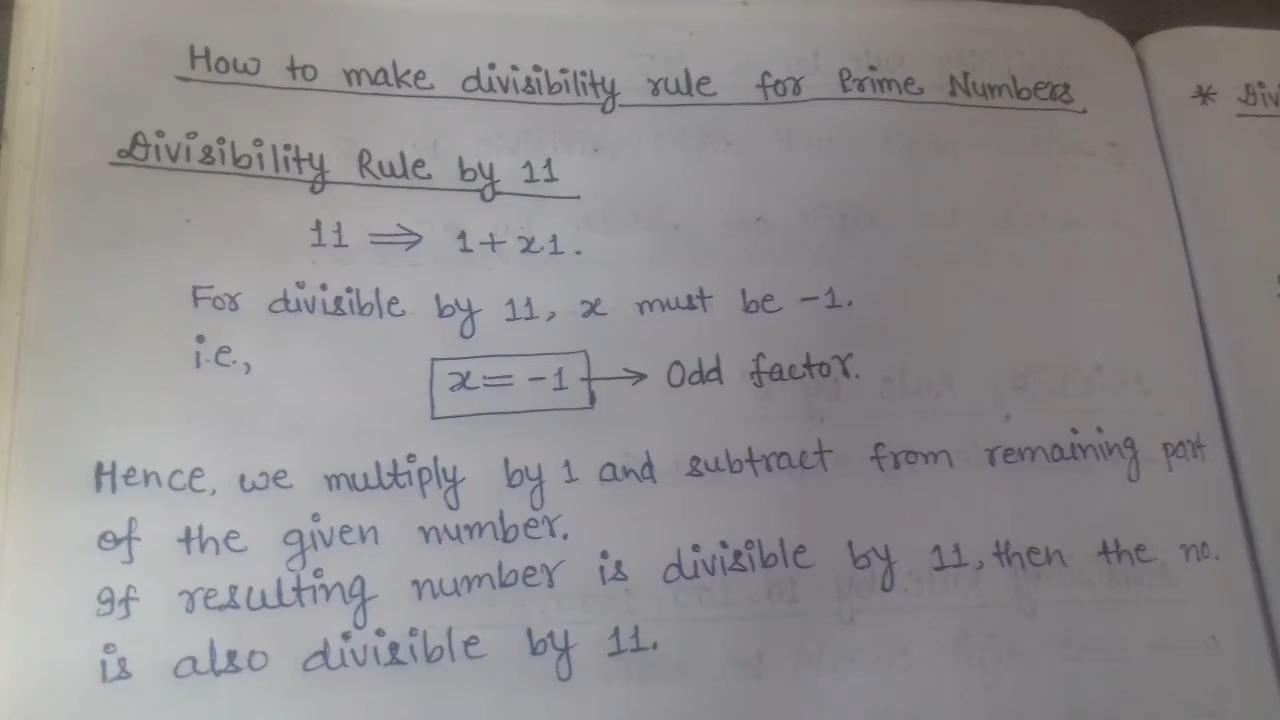 How to make divisibility rule for Prime Numbers
Divisibility Rule by 11
11 ⟹ 1 + x.1.
For divisible by 11, x must be -1.
i.e.,
x = -1 → Odd factor.
Hence, we multiply by 1 and subtract from remaining part
of the given number.
If resulting number is divisible by 11, then the no.
is also divisible by 11.
*